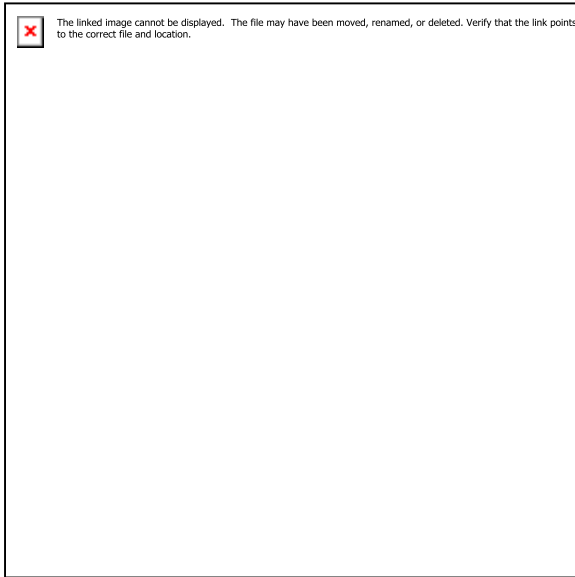 The linked image cannot be displayed.  The file may have been moved, renamed, or deleted. Verify that the link points
to the correct file and location.